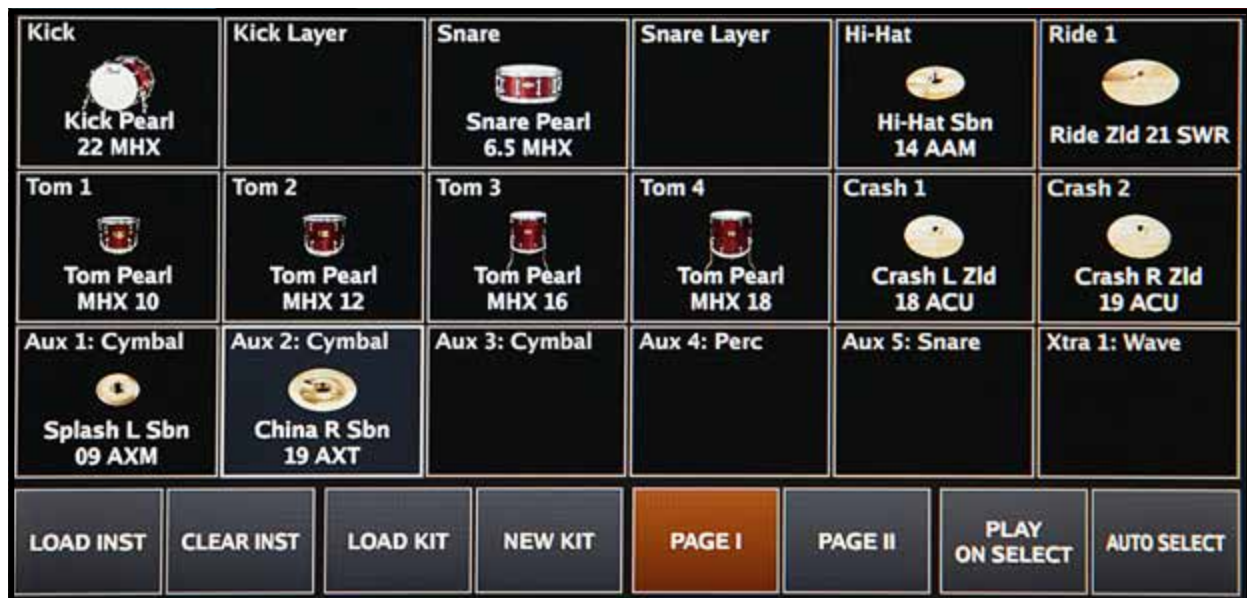 Kick
Kick Pearl
22 MHX
Kick Layer
Snare
Snare Pearl
6.5 MHX
Snare Layer
Hi-Hat
Hi-Hat Sbn
14 AAM
Ride 1
Ride Zld 21 SWR
Tom 1
Tom Pearl
MHX 10
Tom 2
Tom Pearl
MHX 12
Tom 3
Tom Pearl
MHX 16
Tom 4
Tom Pearl
MHX 18
Crash 1
Crash L Zld
18 ACU
Crash 2
Crash R Zld
19 ACU
Aux 1: Cymbal
Splash L Sbn
09 AXM
Aux 2: Cymbal
China R Sbn
19 AXT
Aux 3: Cymbal
Aux 4: Perc
Aux 5: Snare
Xtra 1: Wave
LOAD INST
CLEAR INST
LOAD KIT
NEW KIT
PAGE I
PAGE II
PLAY
ON SELECT
AUTO SELECT